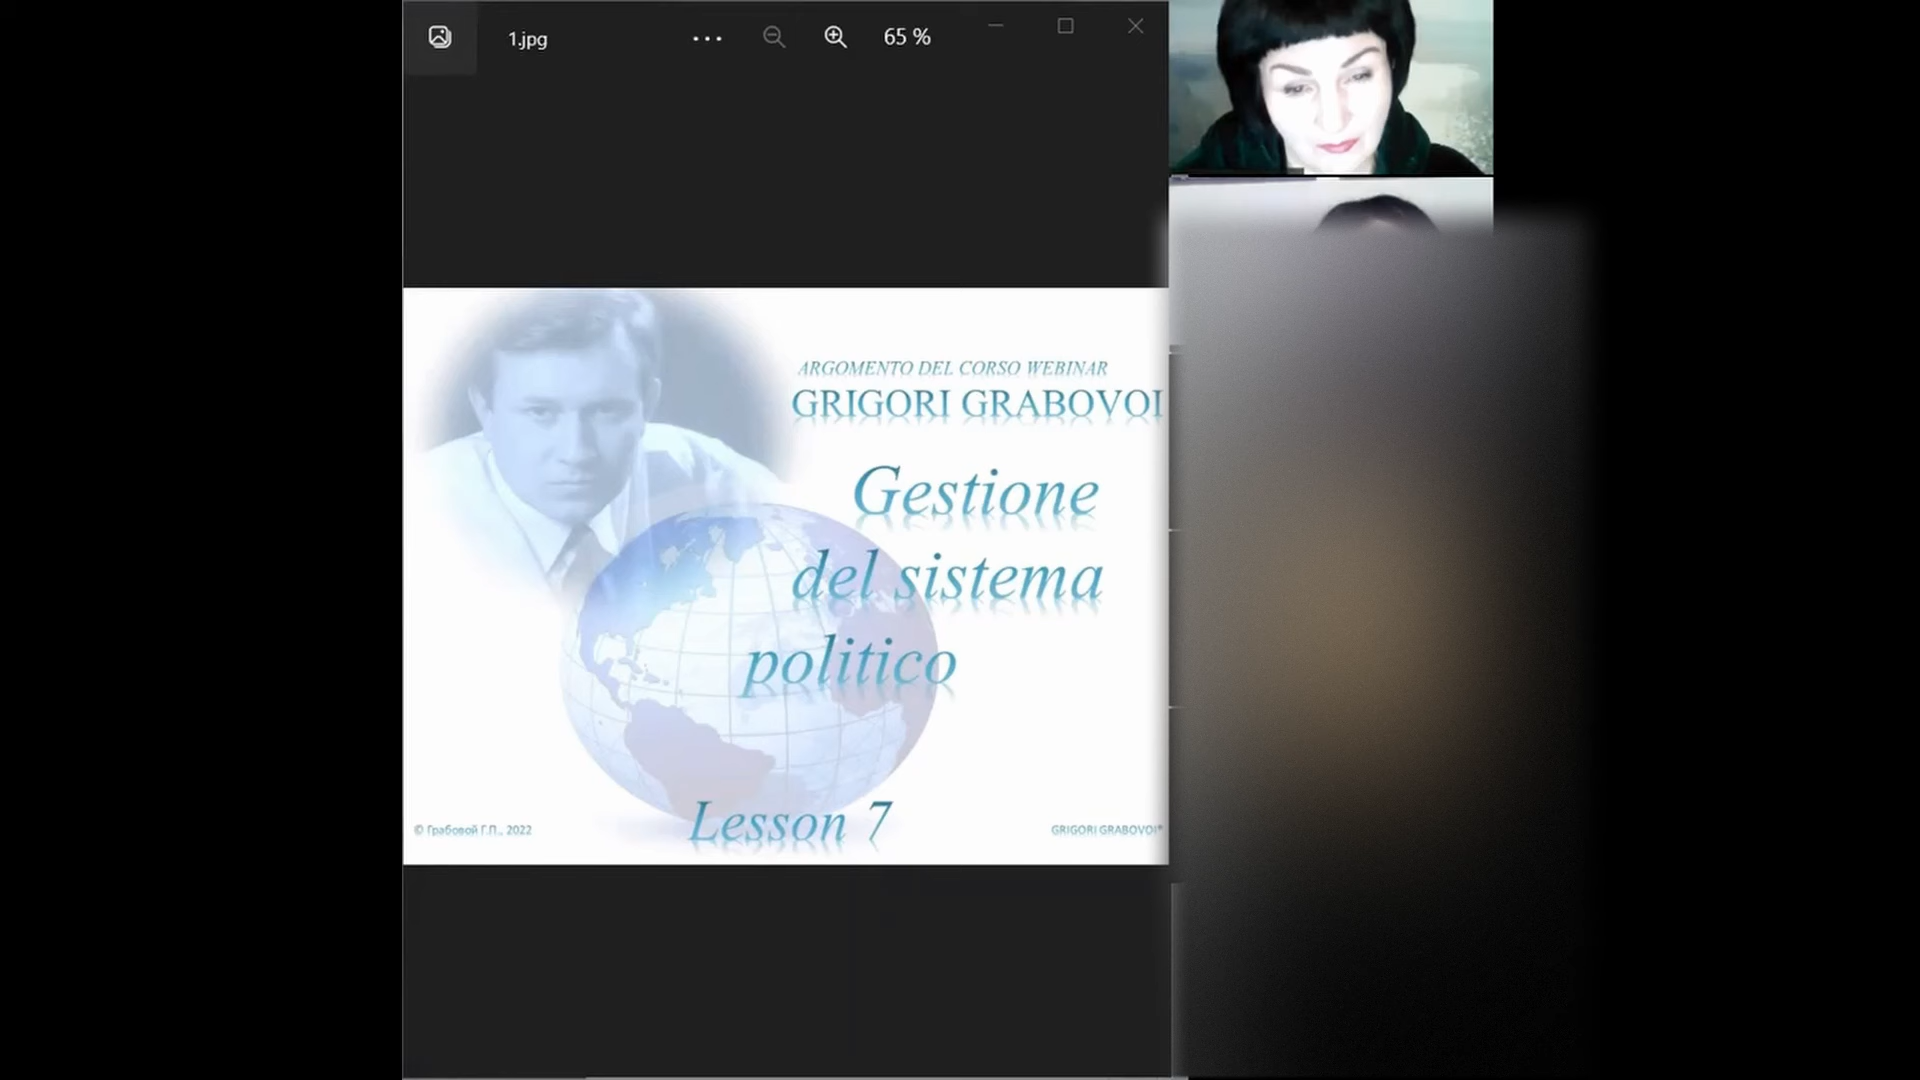 1.jpg
65 %
ARGOMENTO DEL CORSO WEBINAR
GRIGORI GRABOVOI
Gestione
del sistema
politico
Lesson 7
© Грабовой Г.П., 2022
GRIGORI GRABOVOI®